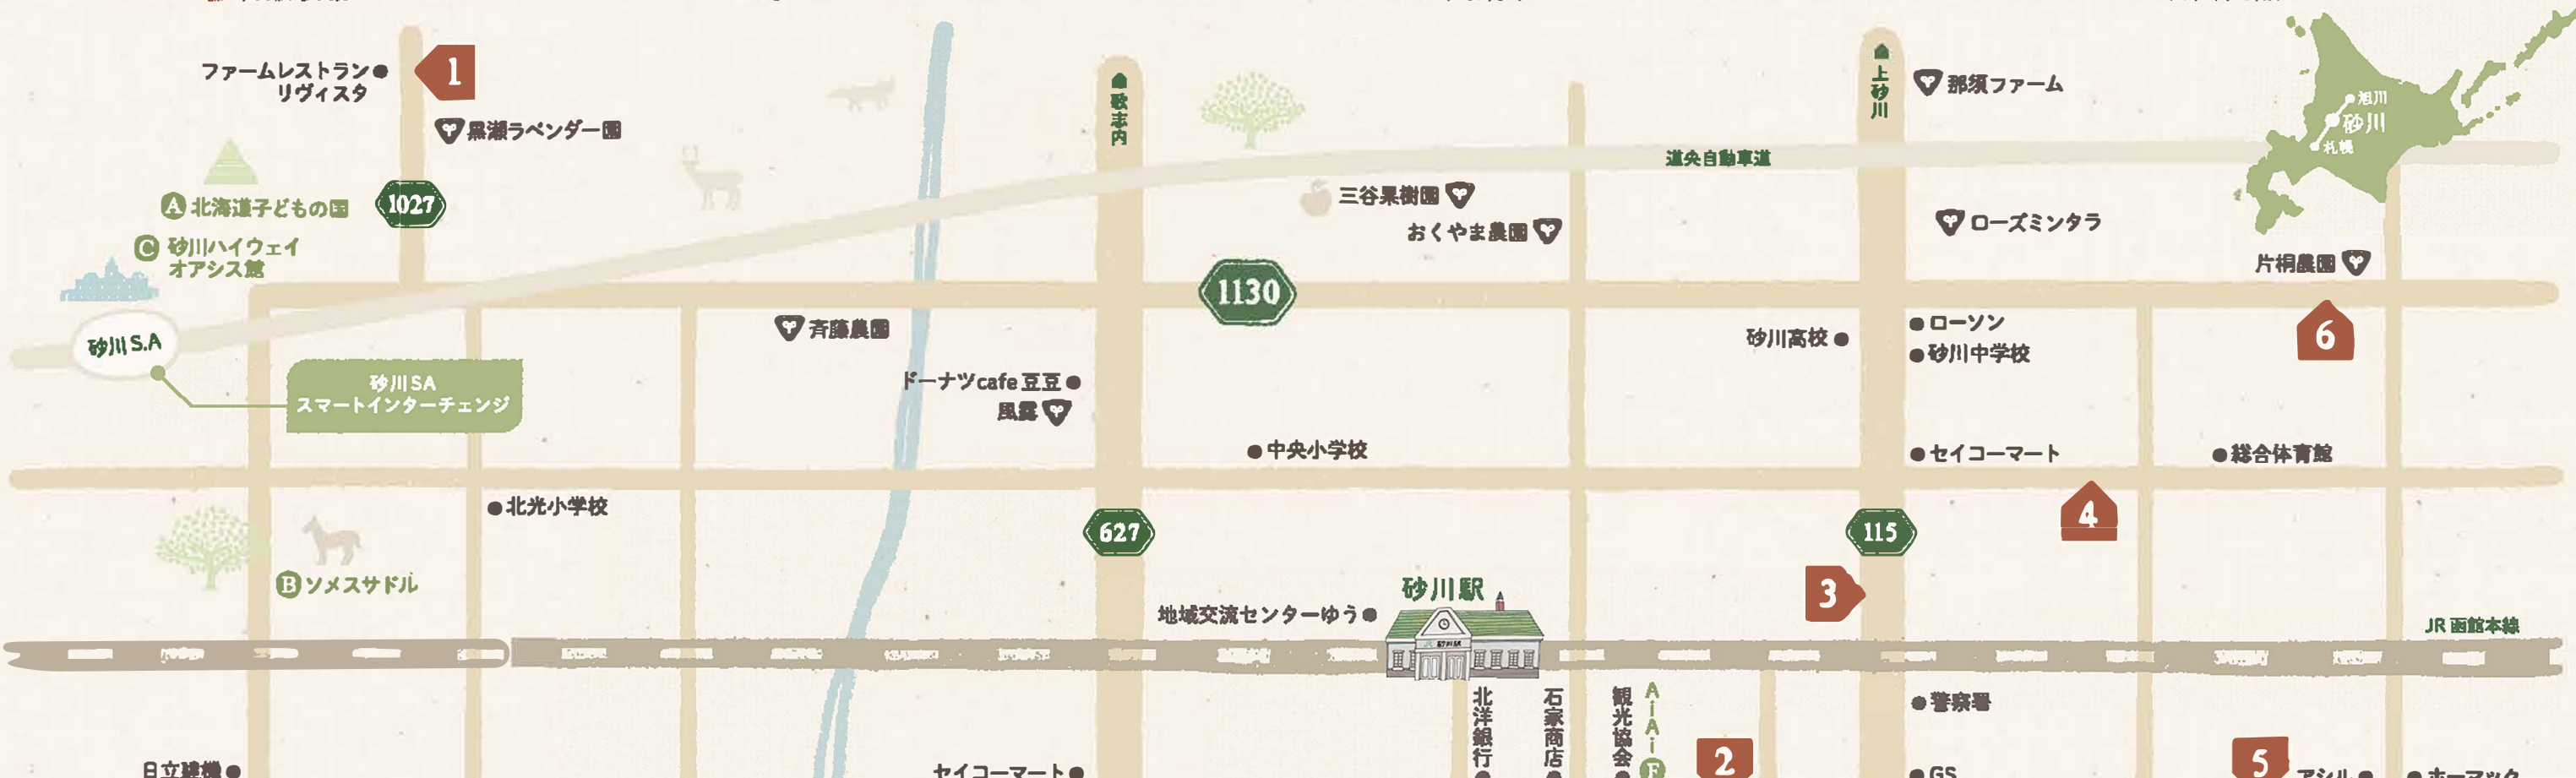 ファームレストラン
リヴィスタ
1
黒瀬ラベンダー園
歌志内
上砂川
那須ファーム
旭川
砂川
札幌
道央自動車道
A 北海道子どもの国
1027
三谷果樹園
おくやま農園
ローズミンタラ
C 砂川ハイウェイ
オアシス館
片桐農園
1130
砂川 S.A
斉藤農園
砂川高校
ローソン
砂川中学校
6
砂川SA
スマートインターチェンジ
ドーナツcafe 豆豆
風露
中央小学校
セイコーマート
総合体育館
北光小学校
627
115
4
B ソメスサドル
砂川駅
3
地域交流センターゆう
JR 函館本線
北洋銀行
石家商店
観光協会
AiAi
F
警察署
2
5
日立建機
セイコーマート
GS
アシル
ホーマック